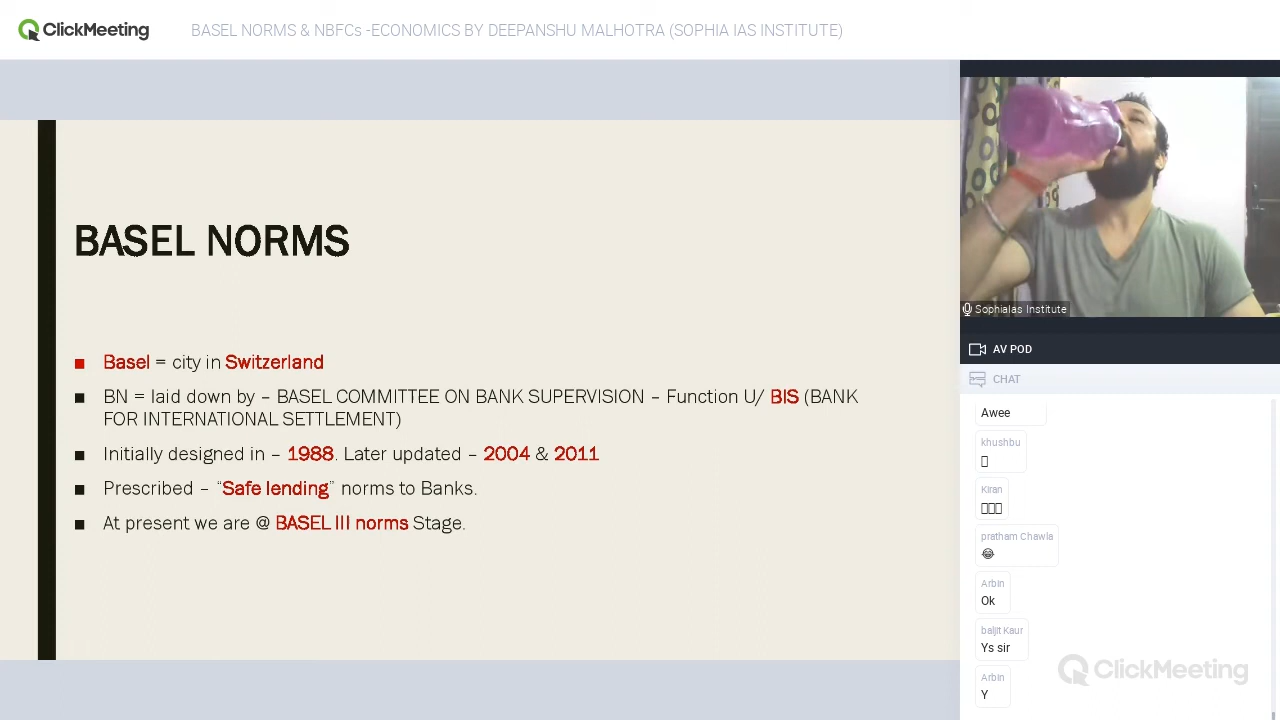 ClickMeeting
BASEL NORMS & NBFCs -ECONOMICS BY DEEPANSHU MALHOTRA (SOPHIA IAS INSTITUTE)
BASEL NORMS
Basel = city in Switzerland
BN = laid down by – BASEL COMMITTEE ON BANK SUPERVISION – Function U/ BIS (BANK
FOR INTERNATIONAL SETTLEMENT)
Initially designed in – 1988. Later updated – 2004 & 2011
Prescribed – “Safe lending” norms to Banks.
At present we are @ BASEL III norms Stage.
SophiaIas Institute
AV POD
CHAT
Awee
khushbu
Kiran
pratham Chawla
😂
Arbin
Ok
baljit Kaur
Ys sir
Arbin
Y
ClickMeeting